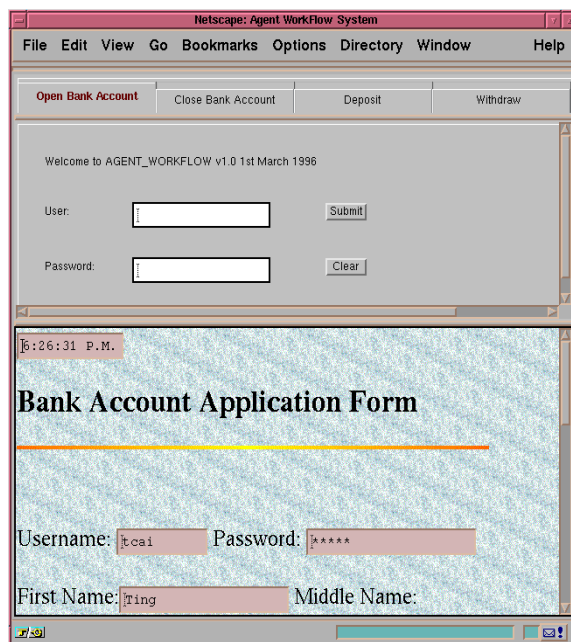 Netscape: Agent WorkFlow System
File Edit View Go Bookmarks Options Directory Window Help
Open Bank Account Close Bank Account Deposit Withdraw
Welcome to AGENT_WORKFLOW v1.0 1st March 1996
User: Submit
Password: Clear
6:26:31 P.M.
Bank Account Application Form
Username: tcai Password: *****
First Name: Ting Middle Name: